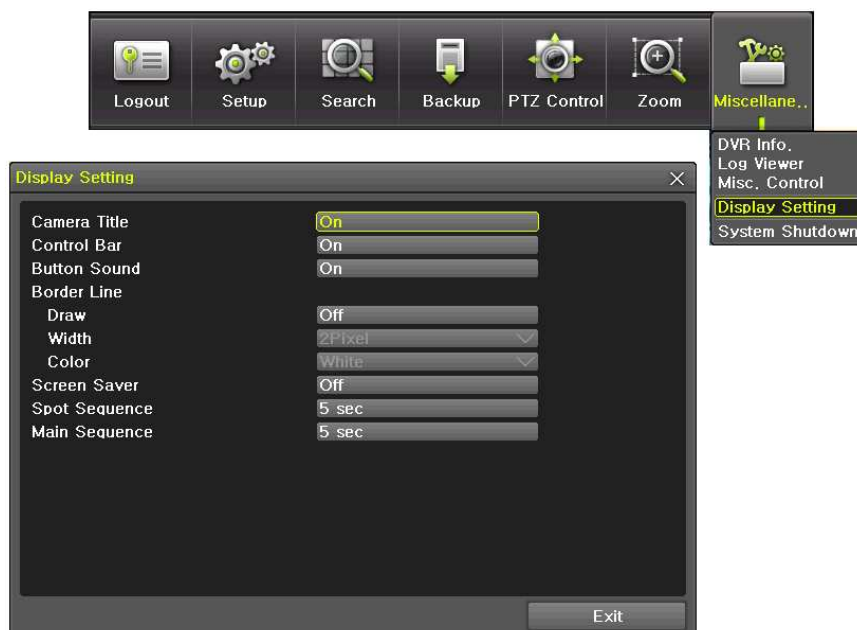 Logout Setup Search Backup PTZ Control Zoom Miscellane..
DVR Info.
Log Viewer
Misc. Control
Display Setting
System Shutdown
Display Setting
Camera Title On
Control Bar On
Button Sound On
Border Line
Draw Off
Width 2Pixel
Color White
Screen Saver Off
Spot Sequence 5 sec
Main Sequence 5 sec
Exit